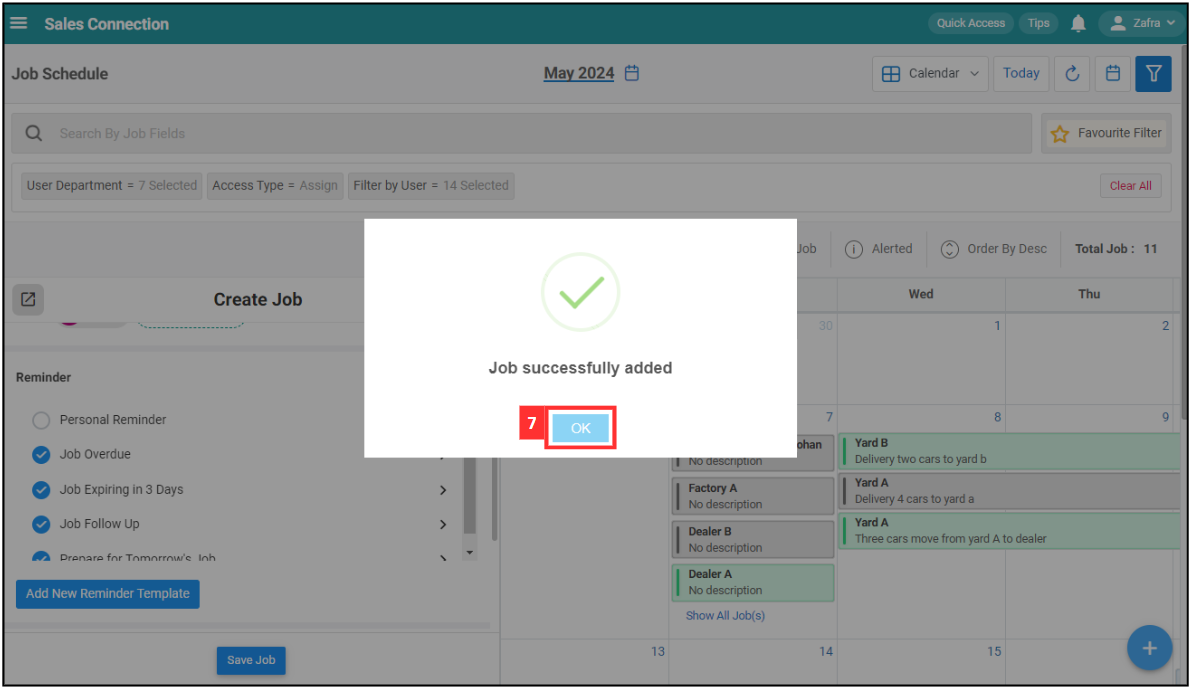 Sales Connection
Quick Access
Tips
Zafra
Job Schedule
May 2024
Calendar
Today
Search By Job Fields
Favourite Filter
User Department = 7 Selected
Access Type = Assign
Filter by User = 14 Selected
Clear All
Job
Alerted
Order By Desc
Total Job : 11
Create Job
Wed
Thu
30
1
2
Reminder
Personal Reminder
Job Overdue
Job Expiring in 3 Days
Job Follow Up
Prepare for Tomorrow's Job
Add New Reminder Template
Save Job
Job successfully added
7
OK
7
8
9
ohan
No description
Factory A
No description
Dealer B
No description
Dealer A
No description
Show All Job(s)
Yard B
Delivery two cars to yard b
Yard A
Delivery 4 cars to yard a
Yard A
Three cars move from yard A to dealer
13
14
15